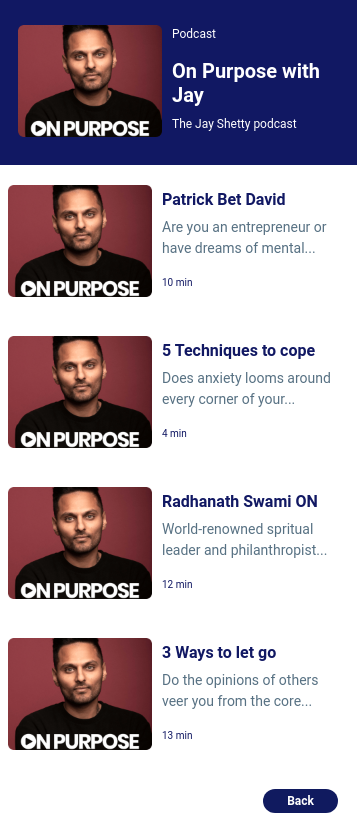 Podcast
On Purpose with
Jay
The Jay Shetty podcast
ON PURPOSE
Patrick Bet David
Are you an entrepreneur or
have dreams of mental...
10 min
ON PURPOSE
5 Techniques to cope
Does anxiety looms around
every corner of your...
4 min
ON PURPOSE
Radhanath Swami ON
World-renowned spritual
leader and philanthropist...
12 min
ON PURPOSE
3 Ways to let go
Do the opinions of others
veer you from the core...
13 min
ON PURPOSE
Back